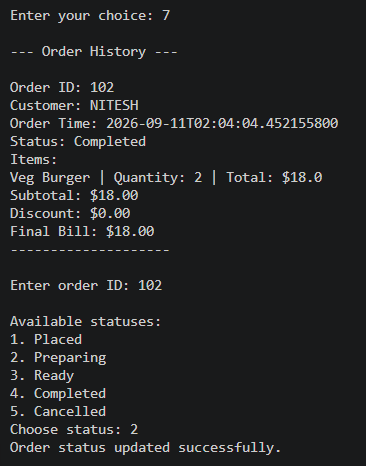 Enter your choice: 7
--- Order History ---
Order ID: 102
Customer: NITESH
Order Time: 2026-09-11T02:04:04.452155800
Status: Completed
Items:
Veg Burger | Quantity: 2 | Total: $18.0
Subtotal: $18.00
Discount: $0.00
Final Bill: $18.00
--------------------
Enter order ID: 102
Available statuses:
1. Placed
2. Preparing
3. Ready
4. Completed
5. Cancelled
Choose status: 2
Order status updated successfully.